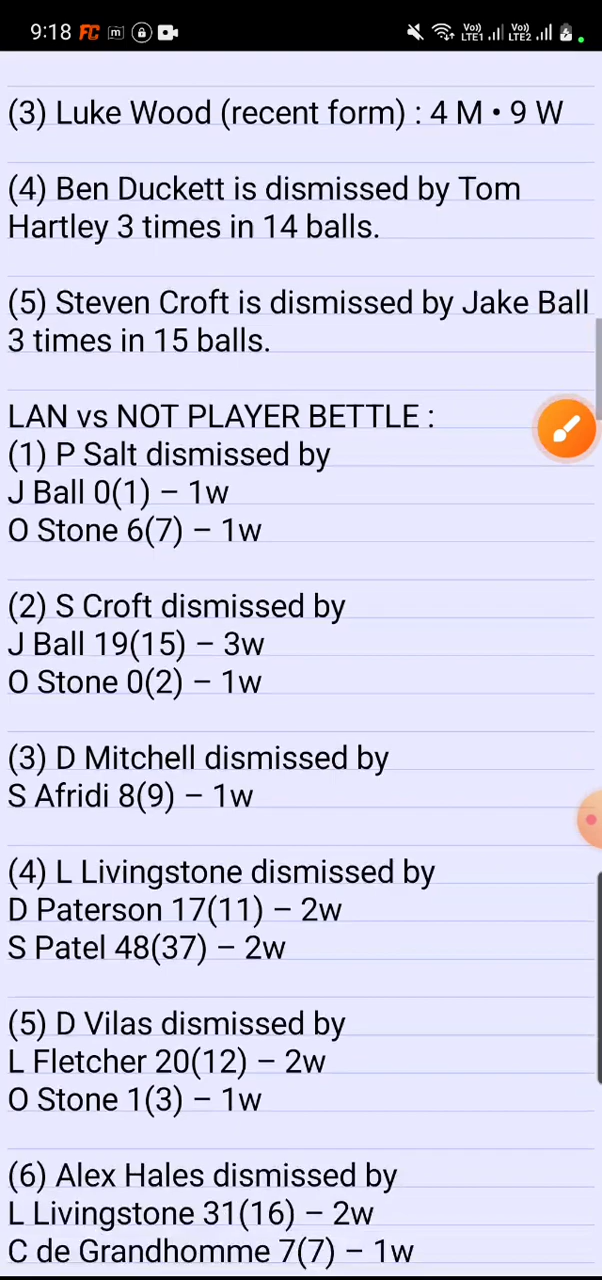 9:18 FC m Vo)) LTE1 Vo)) LTE2
(3) Luke Wood (recent form) : 4 M • 9 W
(4) Ben Duckett is dismissed by Tom
Hartley 3 times in 14 balls.
(5) Steven Croft is dismissed by Jake Ball
3 times in 15 balls.
LAN vs NOT PLAYER BETTLE :
(1) P Salt dismissed by
J Ball 0(1) – 1w
O Stone 6(7) – 1w
(2) S Croft dismissed by
J Ball 19(15) – 3w
O Stone 0(2) – 1w
(3) D Mitchell dismissed by
S Afridi 8(9) – 1w
(4) L Livingstone dismissed by
D Paterson 17(11) – 2w
S Patel 48(37) – 2w
(5) D Vilas dismissed by
L Fletcher 20(12) – 2w
O Stone 1(3) – 1w
(6) Alex Hales dismissed by
L Livingstone 31(16) – 2w
C de Grandhomme 7(7) – 1w